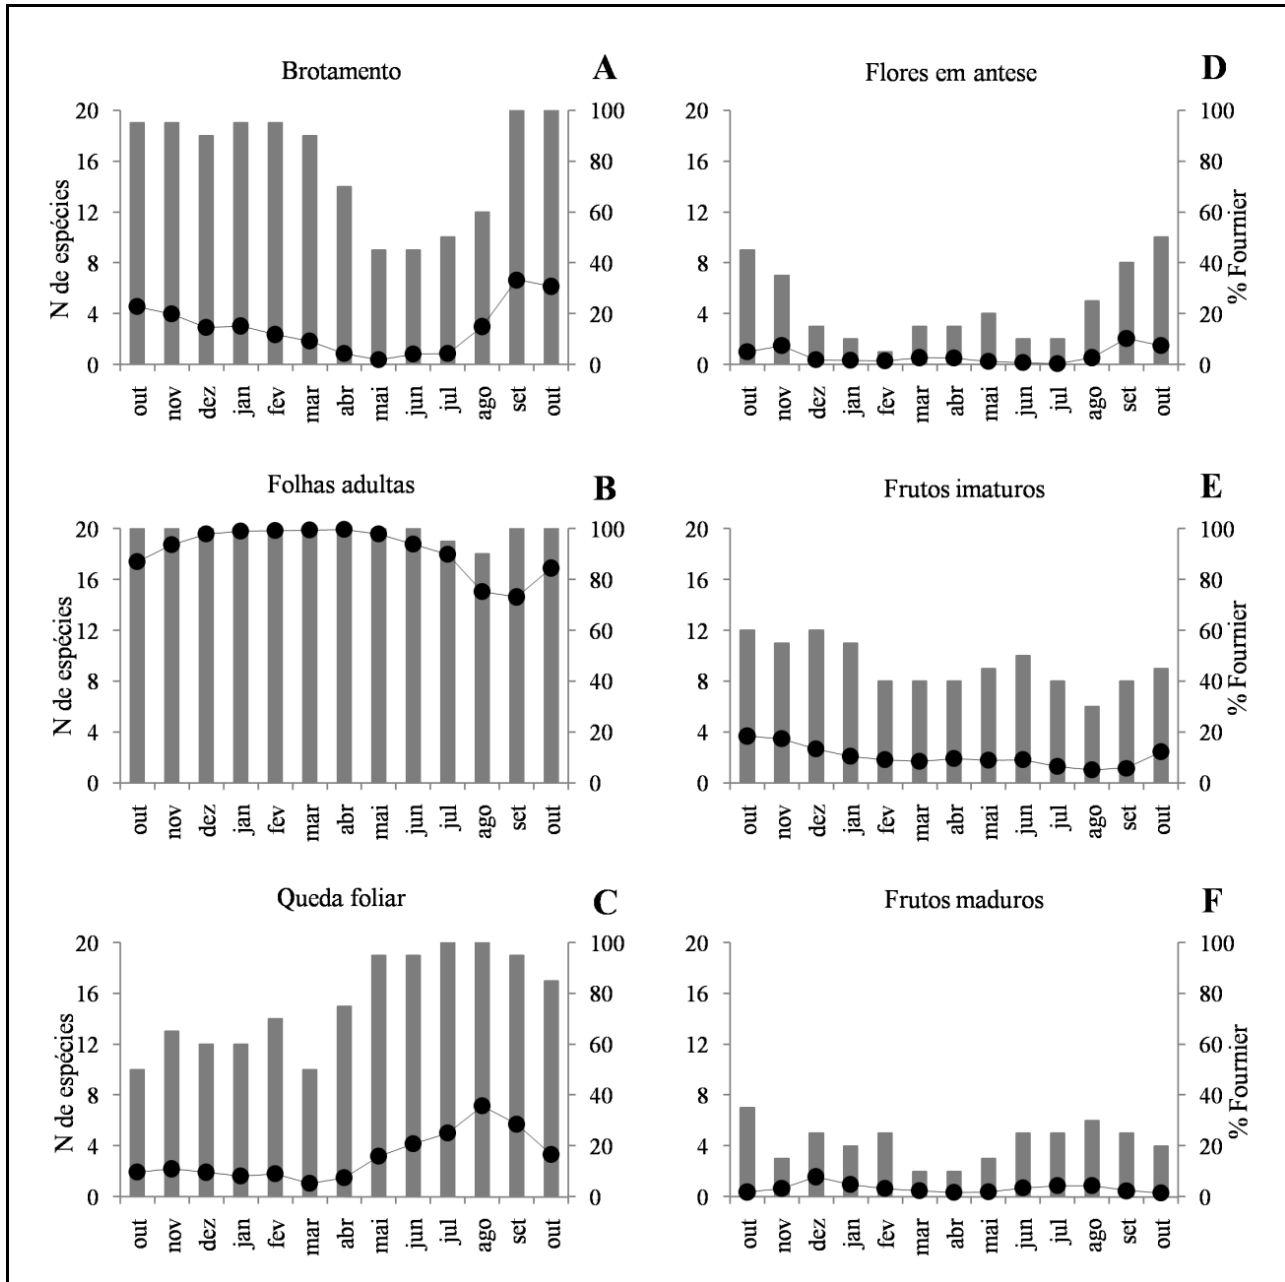 Brotamento A
20 100
16 80
12 60
8 40
4 20
0 0
N de espécies
out nov dez jan fev mar abr mai jun jul ago set out
Flores em antese D
20 100
16 80
12 60
8 40
4 20
0 0
% Fournier
out nov dez jan fev mar abr mai jun jul ago set out
Folhas adultas B
20 100
16 80
12 60
8 40
4 20
0 0
N de espécies
out nov dez jan fev mar abr mai jun jul ago set out
Frutos imaturos E
20 100
16 80
12 60
8 40
4 20
0 0
% Fournier
out nov dez jan fev mar abr mai jun jul ago set out
Queda foliar C
20 100
16 80
12 60
8 40
4 20
0 0
N de espécies
out nov dez jan fev mar abr mai jun jul ago set out
Frutos maduros F
20 100
16 80
12 60
8 40
4 20
0 0
% Fournier
out nov dez jan fev mar abr mai jun jul ago set out